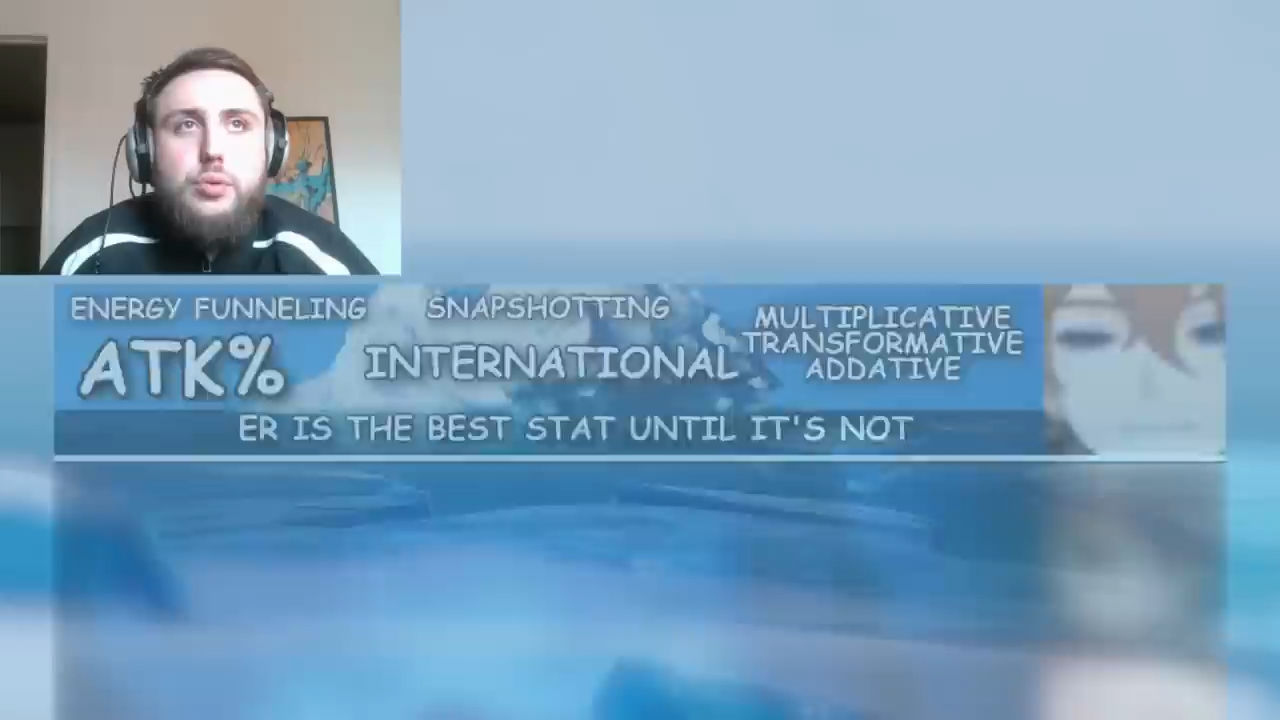 ENERGY FUNNELING
SNAPSHOTTING
MULTIPLICATIVE
TRANSFORMATIVE
ADDATIVE
ATK%
INTERNATIONAL
ER IS THE BEST STAT UNTIL IT'S NOT